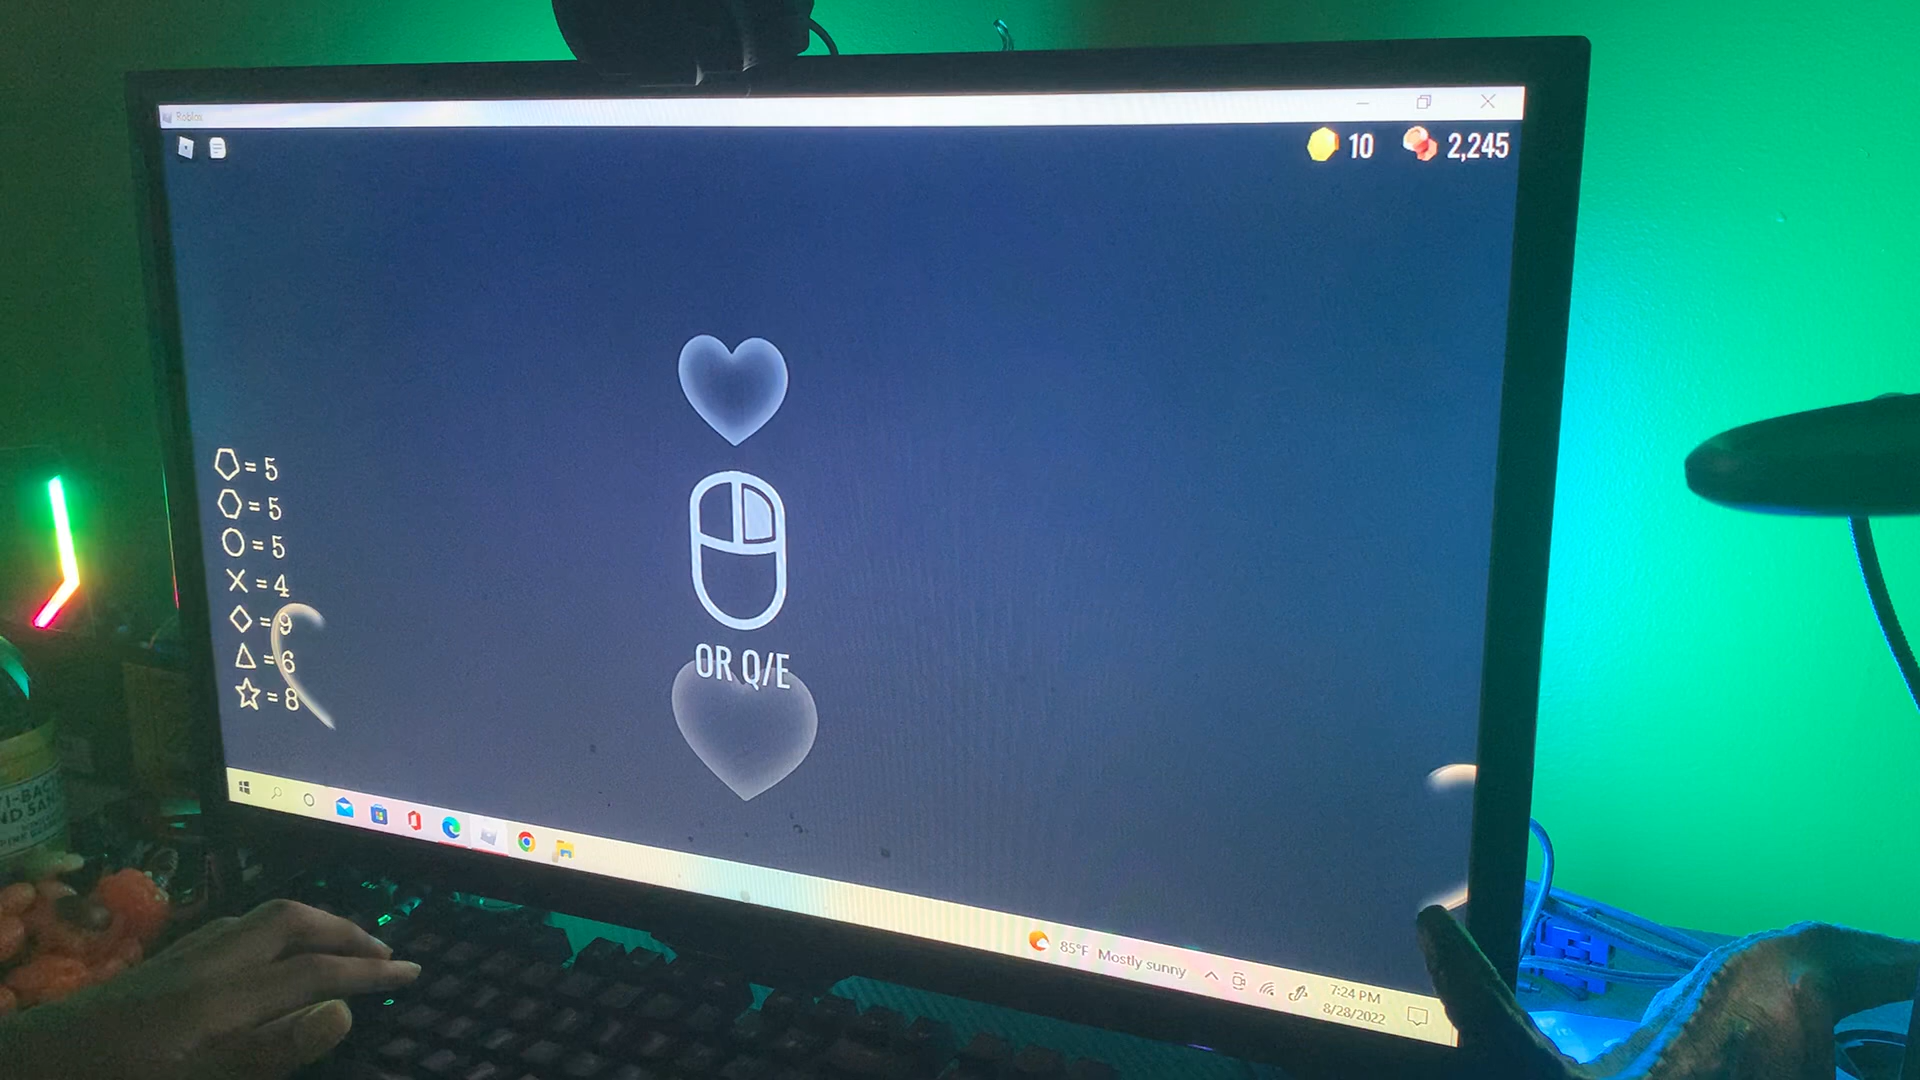 Roblox
10 2,245
= 5
= 5
= 5
X = 4
= 9
= 6
= 8
OR Q/E
85°F Mostly sunny
7:24 PM
8/28/2022